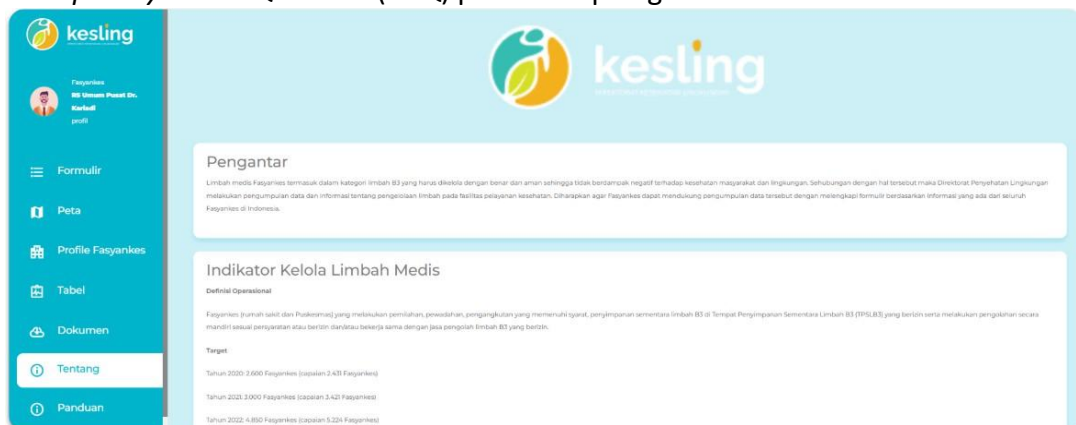 kesling
Fasyankes
RS Umum Pusat Dr.
Kariadi
profil
Formulir
Peta
Profile Fasyankes
Tabel
Dokumen
Tentang
Panduan
kesling
Pengantar
Limbah medis Fasyankes termasuk dalam kategori limbah B3 yang harus dikelola dengan benar dan aman sehingga tidak berdampak negatif terhadap kesehatan masyarakat dan lingkungan. Sehubungan dengan hal tersebut maka Direktorat Penyehatan Lingkungan
melakukan pengumpulan data dan informasi tentang pengelolaan limbah pada fasilitas pelayanan kesehatan. Diharapkan agar Fasyankes dapat mendukung pengumpulan data tersebut dengan melengkapi formulir berdasarkan informasi yang ada dari seluruh
Fasyankes di Indonesia.
Indikator Kelola Limbah Medis
Definisi Operasional
Fasyankes (rumah sakit dan Puskesmas) yang melakukan pemilahan, pewadahan, pengangkutan yang memenuhi syarat, penyimpanan sementara limbah B3 di Tempat Penyimpanan Sementara Limbah B3 (TPSLB3) yang berizin serta melakukan pengolahan secara
mandiri sesuai persyaratan atau berizin dan/atau bekerja sama dengan jasa pengolah limbah B3 yang berizin.
Target
Tahun 2020: 2.600 Fasyankes (capaian 2.431 Fasyankes)
Tahun 2021: 3.000 Fasyankes (capaian 3.421 Fasyankes)
Tahun 2022: 4.850 Fasyankes (capaian 5.224 Fasyankes)